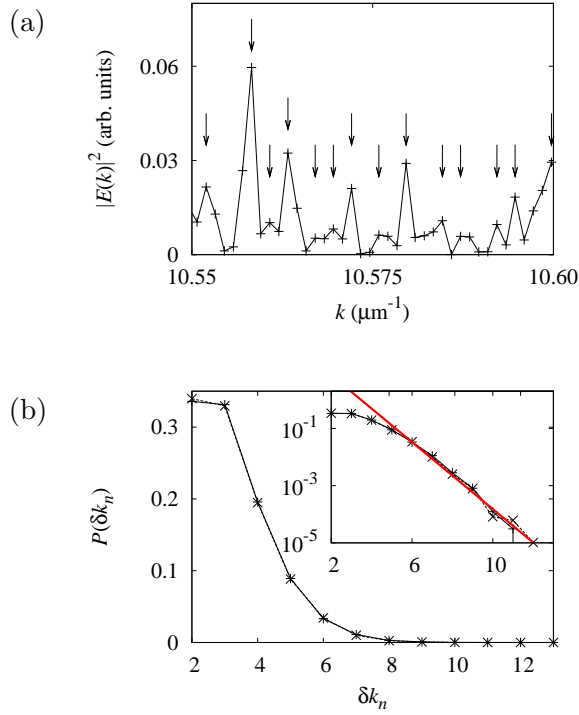 (a)
|E(k)|² (arb. units)
0.06
0.03
0
10.55 10.575 10.60
k (μm⁻¹)
(b)
P(δkₙ)
0.3
0.2
0.1
0
2 4 6 8 10 12
δkₙ
10⁻¹
10⁻³
10⁻⁵
2 6 10